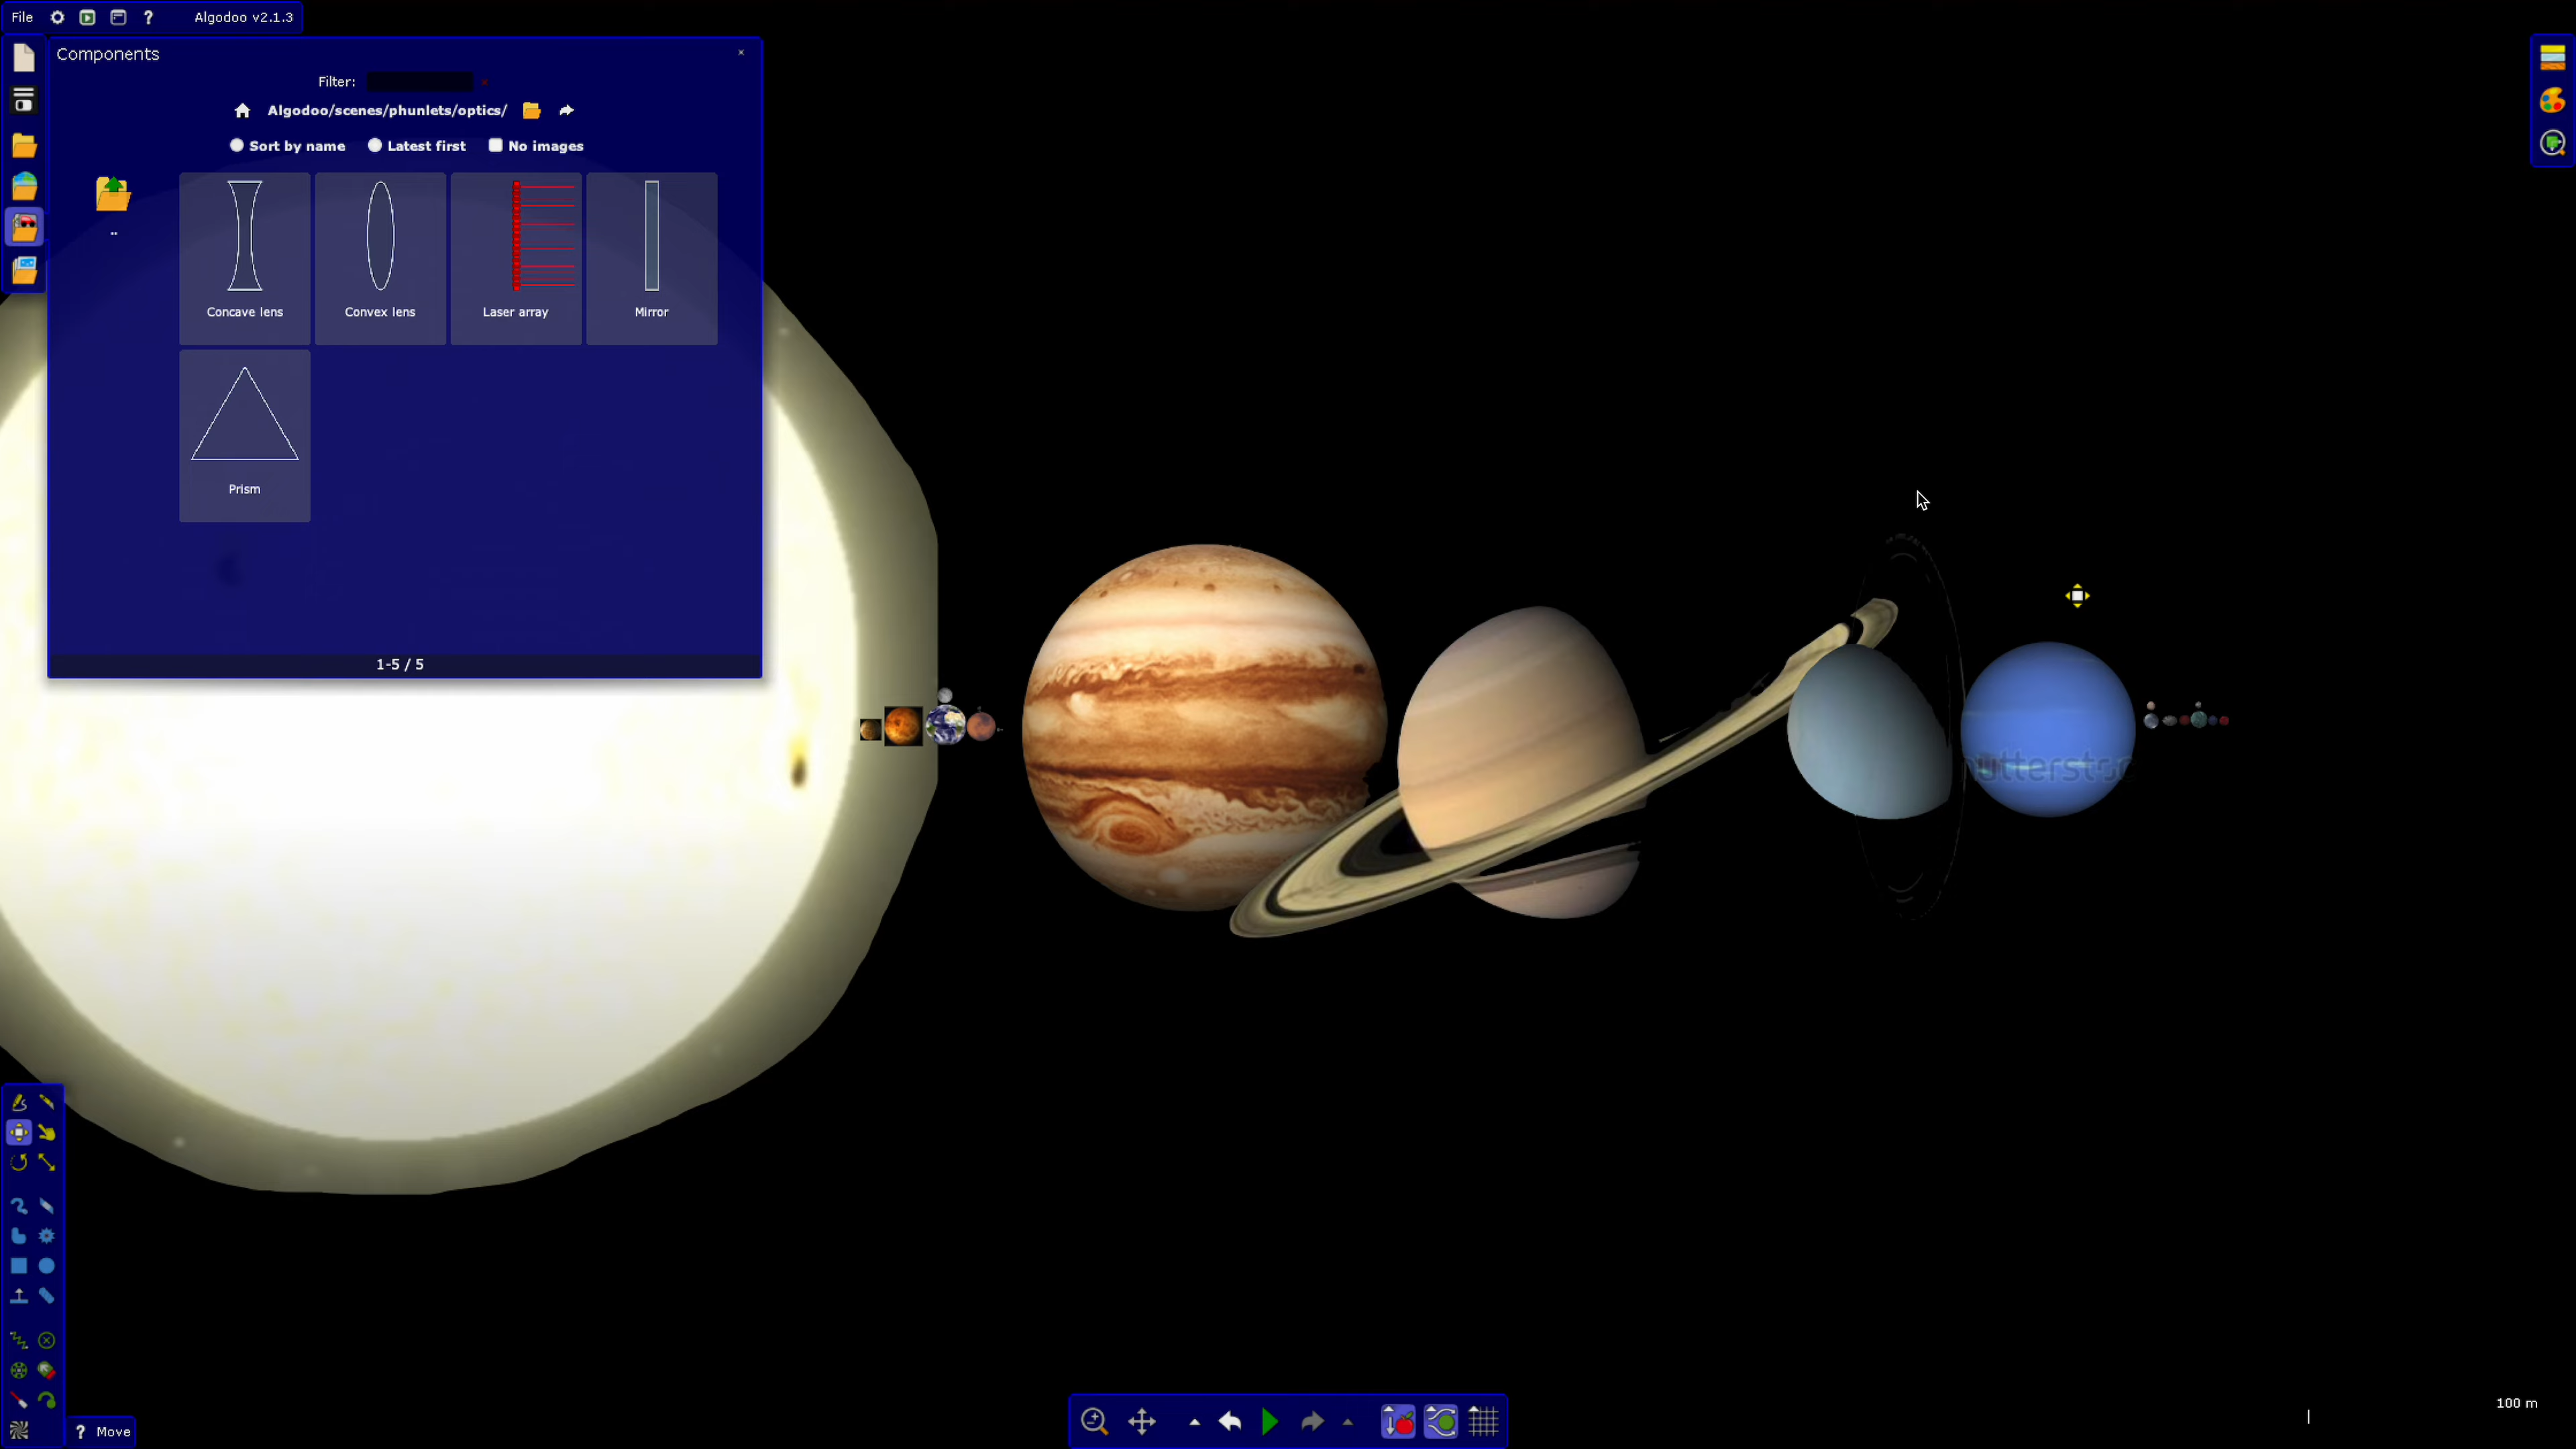 File ? Algodoo v2.1.3
Components ×
Filter: ×
Algodoo/scenes/phunlets/optics/
Sort by name Latest first No images
..
Concave lens Convex lens Laser array Mirror
Prism
1-5 / 5
100 m
? Move